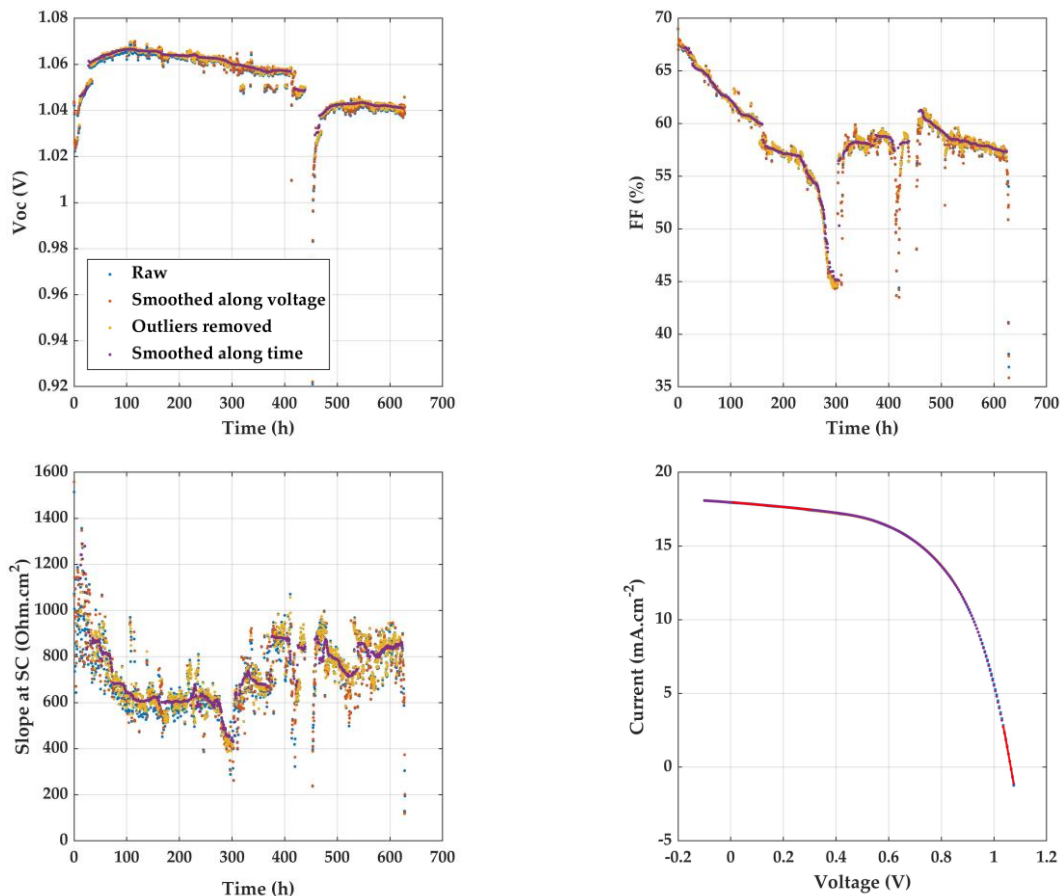 1.08
1.06
1.04
1.02
1
0.98
0.96
0.94
0.92
Voc (V)
Raw
Smoothed along voltage
Outliers removed
Smoothed along time
0 100 200 300 400 500 600 700
Time (h)
70
65
60
55
50
45
40
35
FF (%)
0 100 200 300 400 500 600 700
Time (h)
1600
1400
1200
1000
800
600
400
200
0
Slope at SC (Ohm.cm²)
0 100 200 300 400 500 600 700
Time (h)
20
15
10
5
0
-5
Current (mA.cm⁻²)
-0.2 0 0.2 0.4 0.6 0.8 1 1.2
Voltage (V)